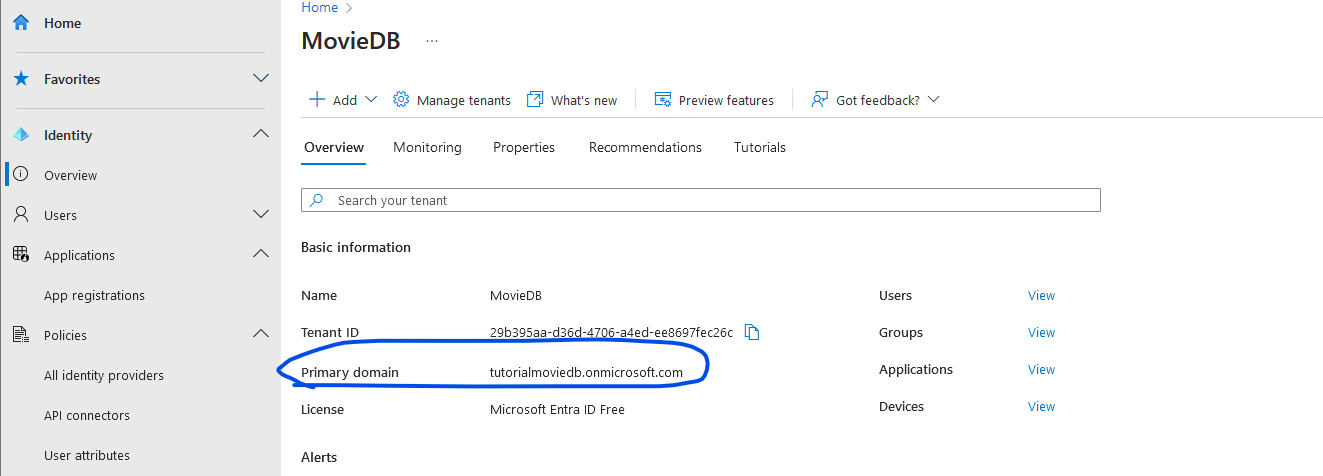 Home
Favorites
Identity
Overview
Users
Applications
App registrations
Policies
All identity providers
API connectors
User attributes
Home >
MovieDB ...
+ Add Manage tenants What's new Preview features Got feedback?
Overview Monitoring Properties Recommendations Tutorials
Search your tenant
Basic information
Name MovieDB Users View
Tenant ID 29b395aa-d36d-4706-a4ed-ee8697fec26c Groups View
Primary domain tutorialmoviedb.onmicrosoft.com Applications View
License Microsoft Entra ID Free Devices View
Alerts